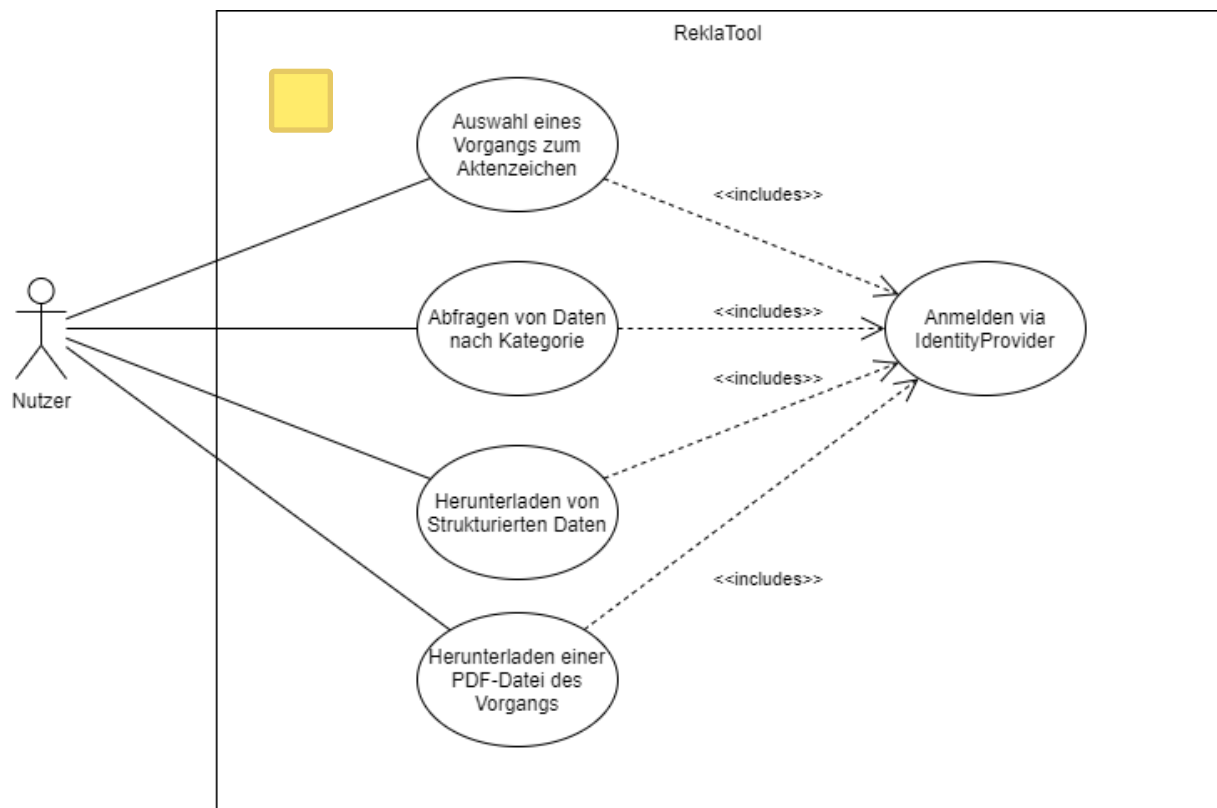 ReklaTool
Auswahl eines
Vorgangs zum
Aktenzeichen
<<includes>>
Abfragen von Daten
nach Kategorie
<<includes>>
Anmelden via
IdentityProvider
<<includes>>
Nutzer
Herunterladen von
Strukturierten Daten
<<includes>>
Herunterladen einer
PDF-Datei des
Vorgangs